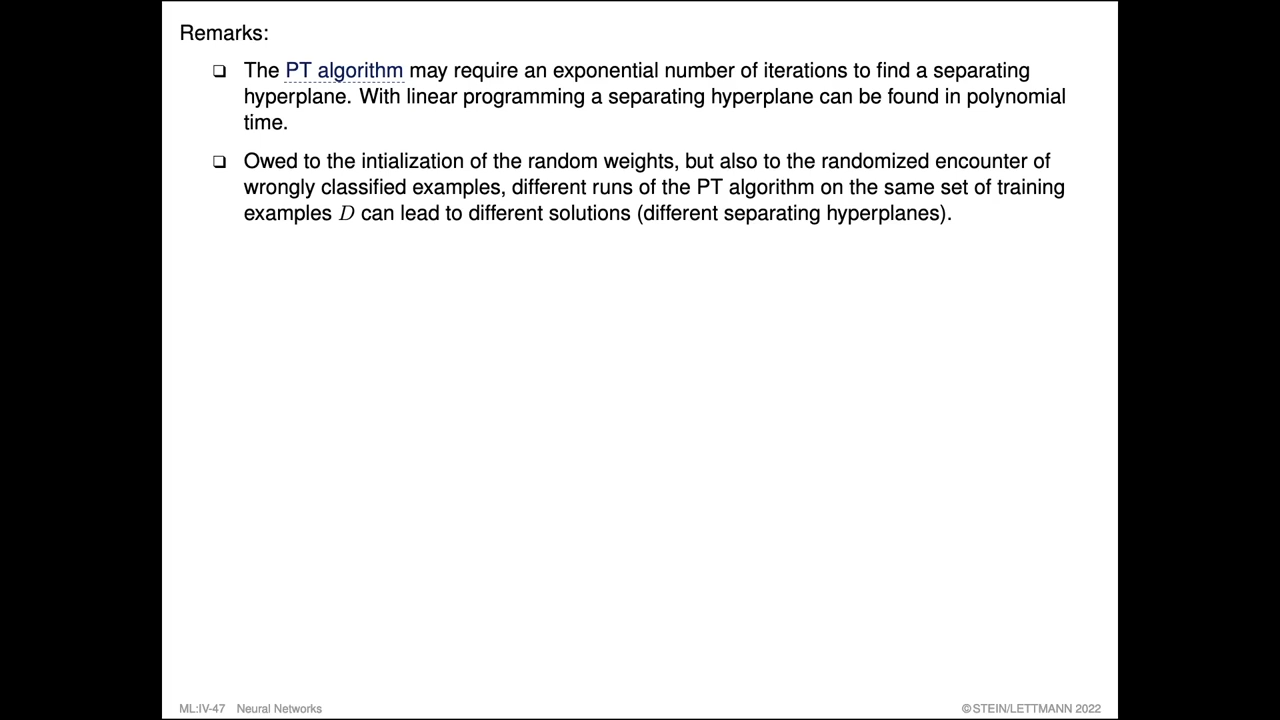 Remarks:
❑ The PT algorithm may require an exponential number of iterations to find a separating
hyperplane. With linear programming a separating hyperplane can be found in polynomial
time.
❑ Owed to the intialization of the random weights, but also to the randomized encounter of
wrongly classified examples, different runs of the PT algorithm on the same set of training
examples D can lead to different solutions (different separating hyperplanes).
ML:IV-47 Neural Networks
©STEIN/LETTMANN 2022